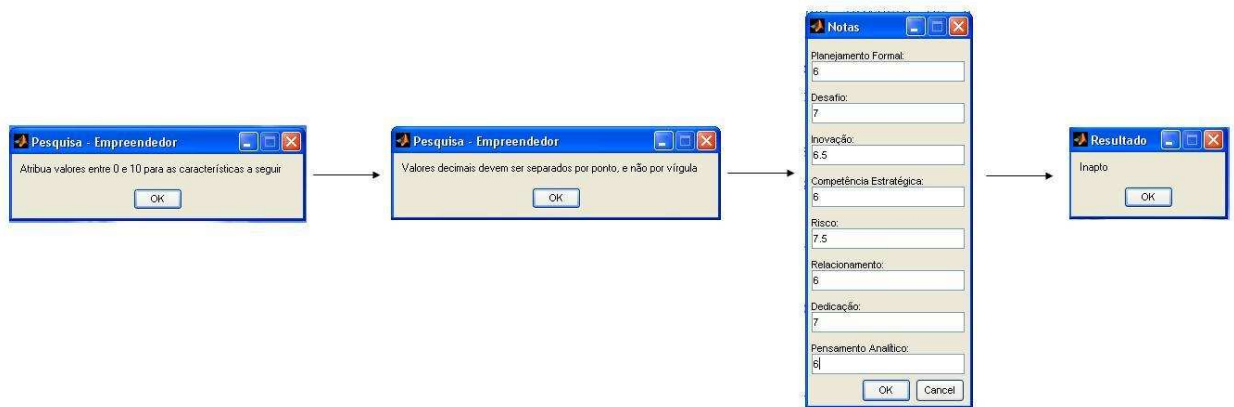 Pesquisa - Empreendedor
Atribua valores entre 0 e 10 para as características a seguir
OK
Pesquisa - Empreendedor
Valores decimais devem ser separados por ponto, e não por vírgula
OK
Notas
Planejamento Formal:
6
Desafio:
7
Inovação:
6.5
Competência Estratégica:
6
Risco:
7.5
Relacionamento:
6
Dedicação:
7
Pensamento Analítico:
6
OK Cancel
Resultado
Inapto
OK